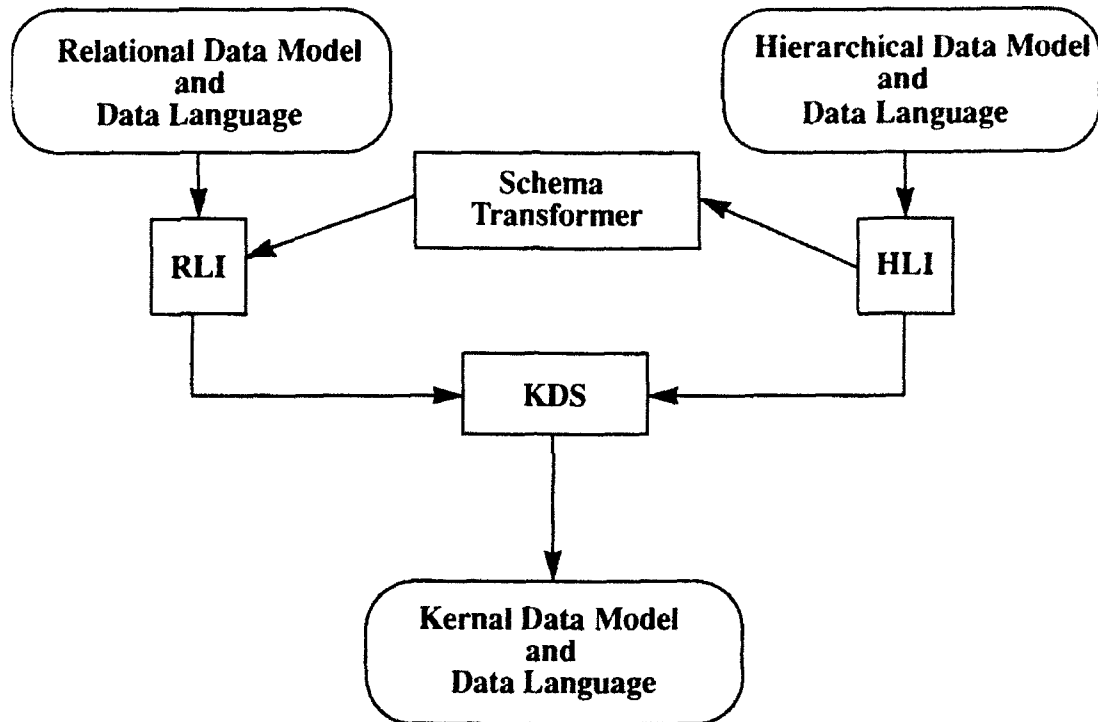 Relational Data Model
and
Data Language
Hierarchical Data Model
and
Data Language
Schema
Transformer
RLI
HLI
KDS
Kernal Data Model
and
Data Language